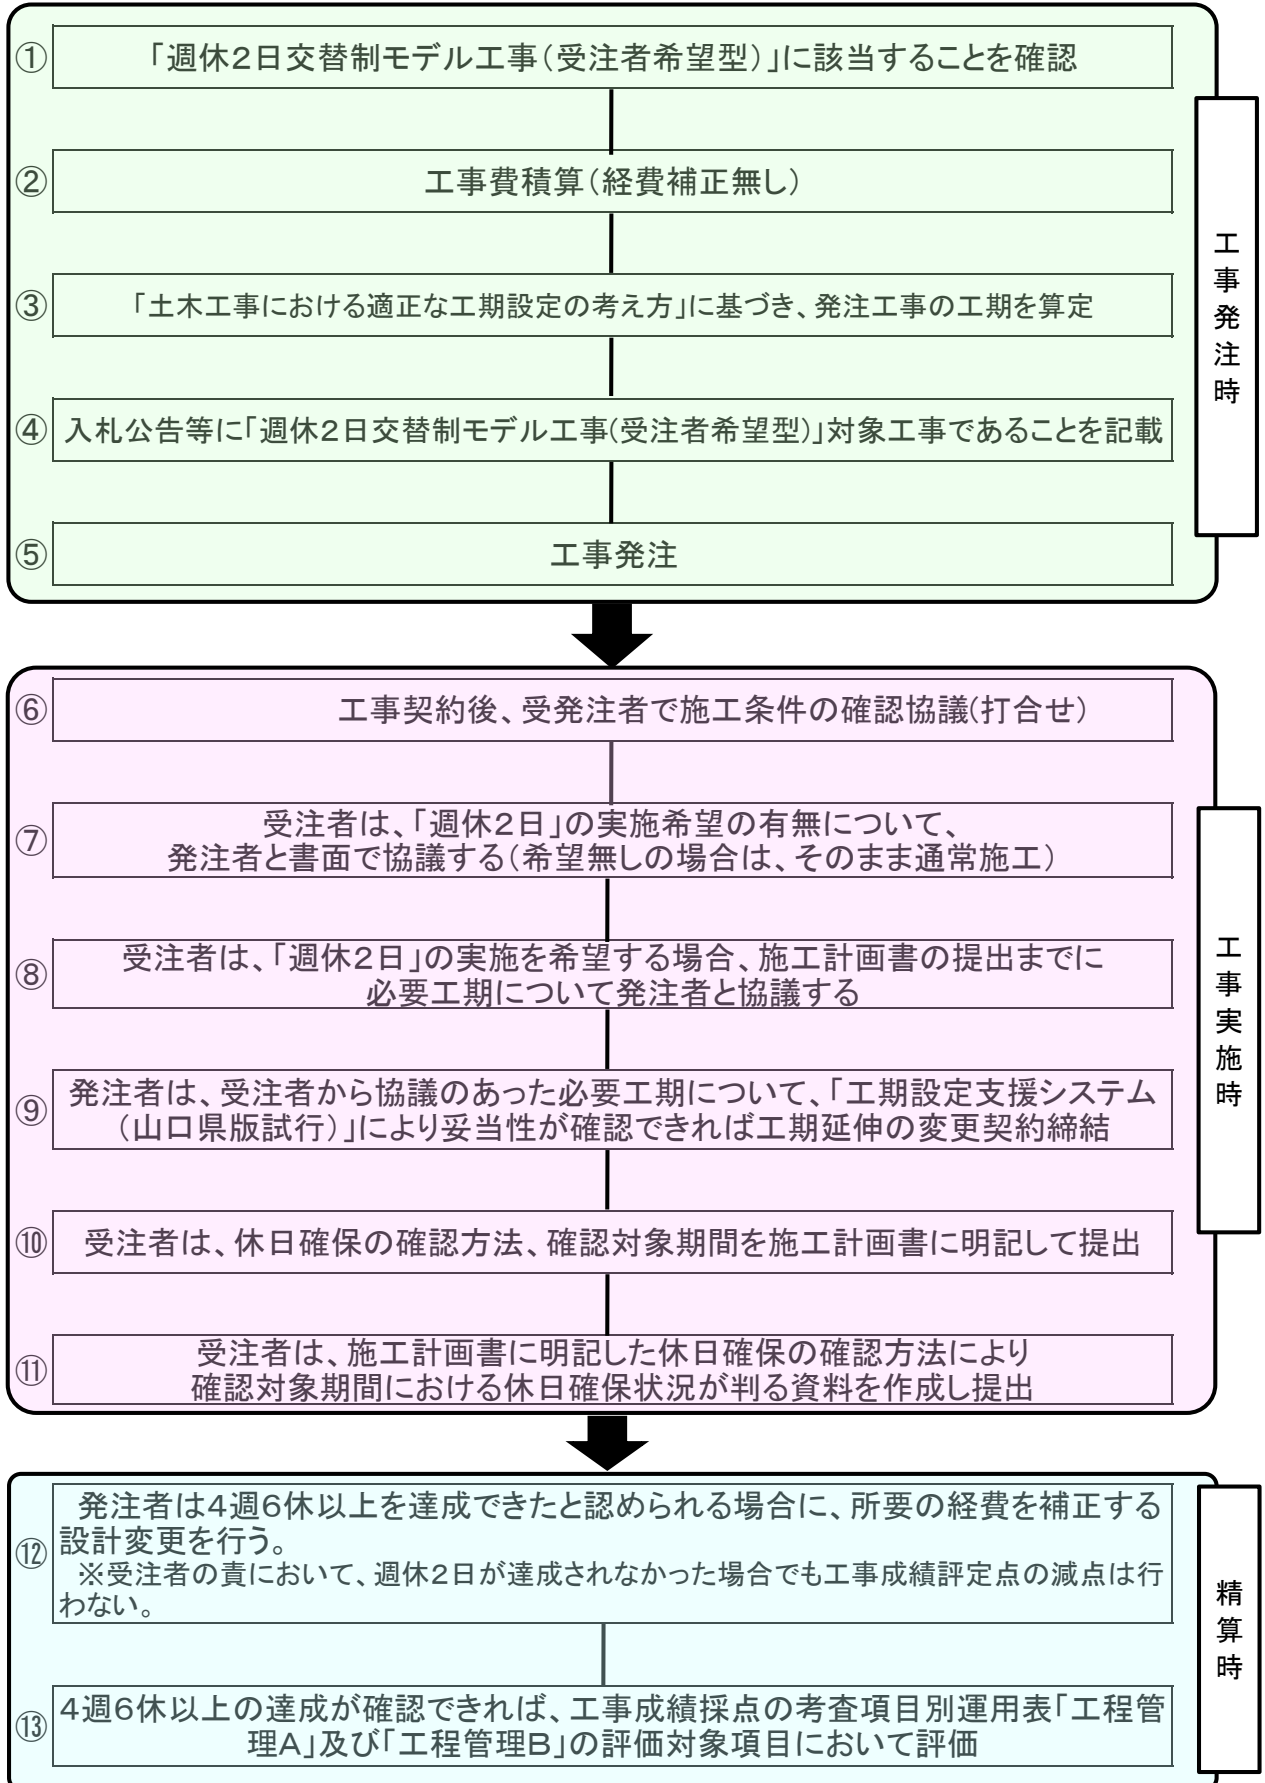 ①
「週休2日交替制モデル工事(受注者希望型)」に該当することを確認
②
工事費積算(経費補正無し)
③
「土木工事における適正な工期設定の考え方」に基づき、発注工事の工期を算定
④
入札公告等に「週休2日交替制モデル工事(受注者希望型)」対象工事であることを記載
⑤
工事発注
工事発注時
⑥
工事契約後、受発注者で施工条件の確認協議(打合せ)
⑦
受注者は、「週休2日」の実施希望の有無について、
発注者と書面で協議する(希望無しの場合は、そのまま通常施工)
⑧
受注者は、「週休2日」の実施を希望する場合、施工計画書の提出までに
必要工期について発注者と協議する
⑨
発注者は、受注者から協議のあった必要工期について、「工期設定支援システム
(山口県版試行)」により妥当性が確認できれば工期延伸の変更契約締結
⑩
受注者は、休日確保の確認方法、確認対象期間を施工計画書に明記して提出
⑪
受注者は、施工計画書に明記した休日確保の確認方法により
確認対象期間における休日確保状況が判る資料を作成し提出
工事実施時
⑫
発注者は4週6休以上を達成できたと認められる場合に、所要の経費を補正する
設計変更を行う。
※受注者の責において、週休2日が達成されなかった場合でも工事成績評定点の減点は行
わない。
⑬
4週6休以上の達成が確認できれば、工事成績採点の考査項目別運用表「工程管
理A」及び「工程管理B」の評価対象項目において評価
精算時